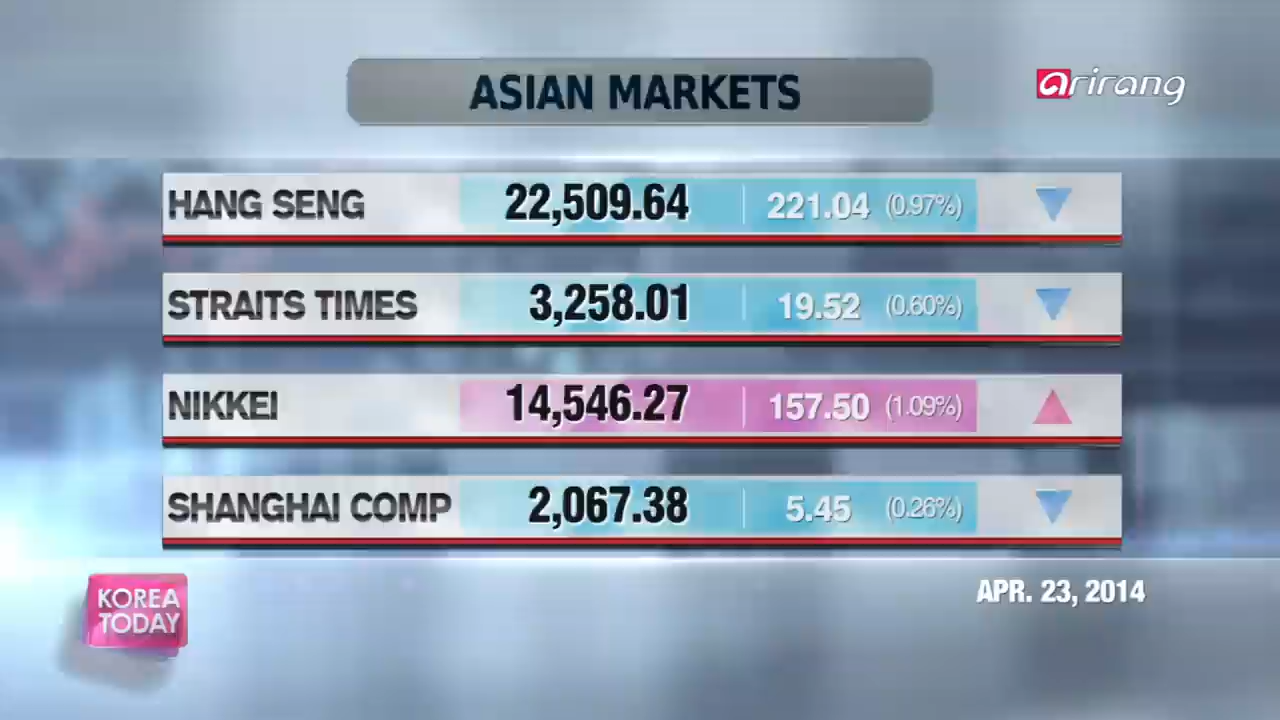 ASIAN MARKETS
arirang
HANG SENG 22,509.64 221.04 (0.97%)
STRAITS TIMES 3,258.01 19.52 (0.60%)
NIKKEI 14,546.27 157.50 (1.09%)
SHANGHAI COMP 2,067.38 5.45 (0.26%)
KOREA
TODAY
APR. 23, 2014